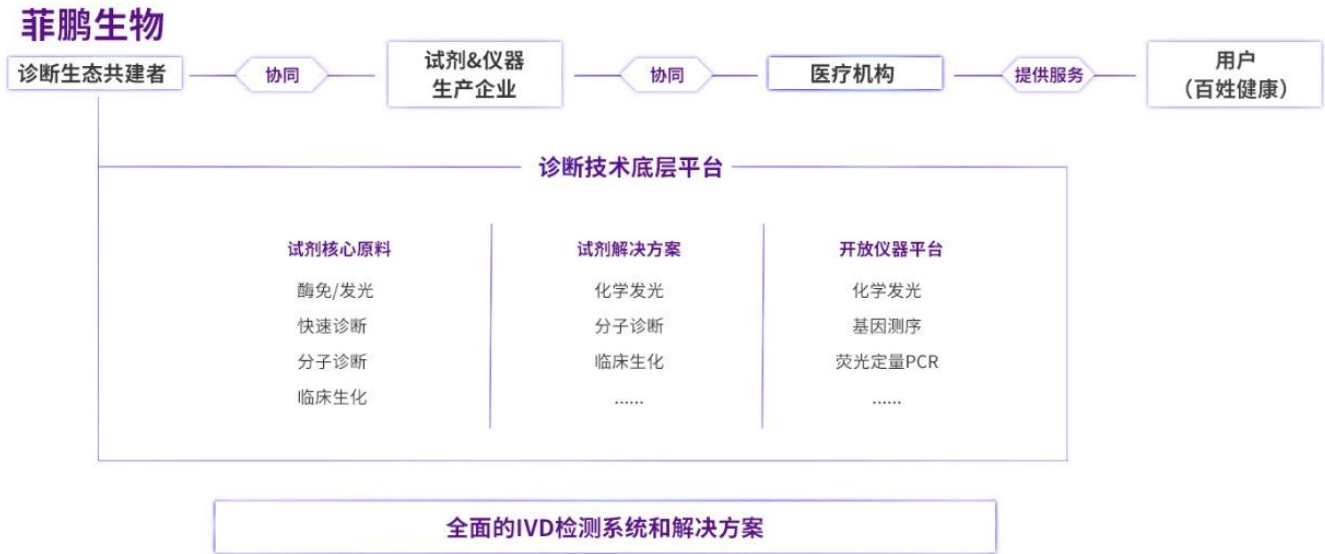 菲鹏生物
诊断生态共建者
协同
试剂&仪器
生产企业
协同
医疗机构
提供服务
用户
（百姓健康）
诊断技术底层平台
试剂核心原料
酶免/发光
快速诊断
分子诊断
临床生化
试剂解决方案
化学发光
分子诊断
临床生化
......
开放仪器平台
化学发光
基因测序
荧光定量PCR
......
全面的IVD检测系统和解决方案